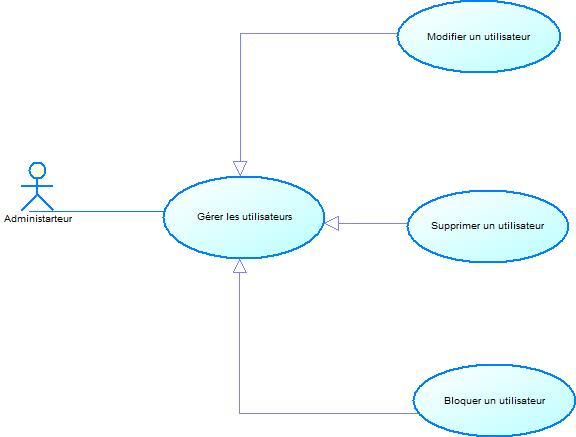 Modifier un utilisateur
Administarteur
Gérer les utilisateurs
Supprimer un utilisateur
Bloquer un utilisateur